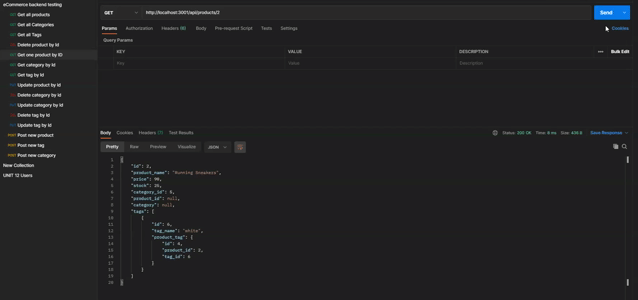 eCommerce backend testing
GET Get all products
GET Get all Categories
GET Get all Tags
DEL Delete product by id
GET Get one product by ID
GET Get category by id
GET Get tag by id
PUT Update product by id
DEL Delete category by id
PUT Update category by id
DEL Delete tag by id
PUT Update tag by id
POST Post new product
POST Post new tag
POST Post new category
New Collection
UNIT 12 Users
GET
http://localhost:3001/api/products/2
Send
Params Authorization Headers (6) Body Pre-request Script Tests Settings
Cookies
Query Params
KEY VALUE DESCRIPTION
Bulk Edit
Key Value Description
Body Cookies Headers (7) Test Results
Status: 200 OK Time: 6 ms Size: 430 B Save Response
Pretty Raw Preview Visualize JSON
1 {
2 "id": 2,
3 "product_name": "Running Sneakers",
4 "price": 90,
5 "stock": 25,
6 "category_id": 5,
7 "product_id": null,
8 "category": null,
9 "tags": [
10 {
11 "id": 6,
12 "tag_name": "white",
13 "product_tag": {
14 "id": 4,
15 "product_id": 2,
16 "tag_id": 6
17 }
18 }
19 ]
20 }